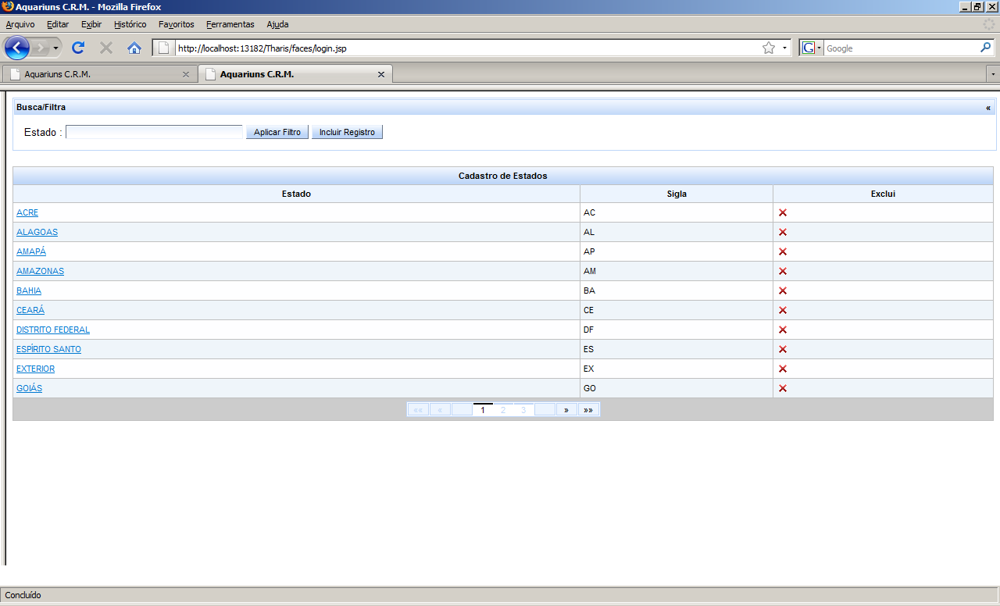 Aquariuns C.R.M. - Mozilla Firefox
Arquivo Editar Exibir Histórico Favoritos Ferramentas Ajuda
http://localhost:13182/Tharis/faces/login.jsp G Google
Aquariuns C.R.M. Aquariuns C.R.M.
Busca/Filtra «
Estado : Aplicar Filtro Incluir Registro
Cadastro de Estados
Estado Sigla Exclui
ACRE AC
ALAGOAS AL
AMAPÁ AP
AMAZONAS AM
BAHIA BA
CEARÁ CE
DISTRITO FEDERAL DF
ESPÍRITO SANTO ES
EXTERIOR EX
GOIÁS GO
«« « 1 2 3 » »»
Concluído